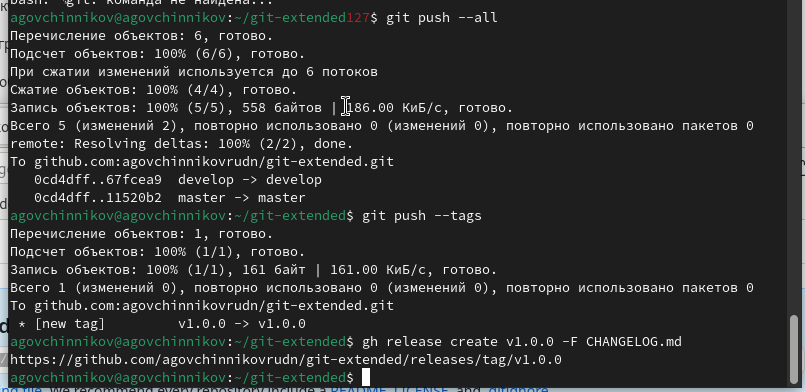 agovchinnikov@agovchinnikov:~/git-extended127$ git push --all
Перечисление объектов: 6, готово.
Подсчет объектов: 100% (6/6), готово.
При сжатии изменений используется до 6 потоков
Сжатие объектов: 100% (4/4), готово.
Запись объектов: 100% (5/5), 558 байтов | 186.00 КиБ/с, готово.
Всего 5 (изменений 2), повторно использовано 0 (изменений 0), повторно использовано пакетов 0
remote: Resolving deltas: 100% (2/2), done.
To github.com:agovchinnikovrudn/git-extended.git
0cd4dff..67fcea9  develop -> develop
0cd4dff..11520b2  master -> master
agovchinnikov@agovchinnikov:~/git-extended$ git push --tags
Перечисление объектов: 1, готово.
Подсчет объектов: 100% (1/1), готово.
Запись объектов: 100% (1/1), 161 байт | 161.00 КиБ/с, готово.
Всего 1 (изменений 0), повторно использовано 0 (изменений 0), повторно использовано пакетов 0
To github.com:agovchinnikovrudn/git-extended.git
* [new tag]         v1.0.0 -> v1.0.0
agovchinnikov@agovchinnikov:~/git-extended$ gh release create v1.0.0 -F CHANGELOG.md
https://github.com/agovchinnikovrudn/git-extended/releases/tag/v1.0.0
agovchinnikov@agovchinnikov:~/git-extended$